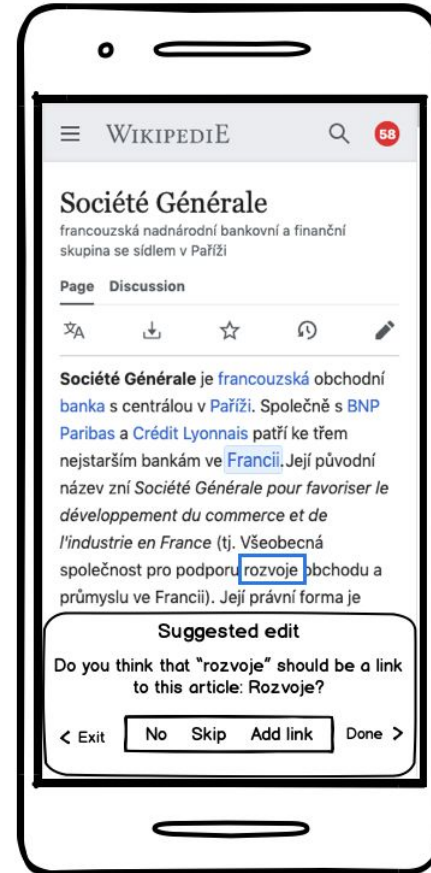 WIKIPEDIE
58
Société Générale
francouzská nadnárodní bankovní a finanční
skupina se sídlem v Paříži
Page Discussion
Société Générale je francouzská obchodní
banka s centrálou v Paříži. Společně s BNP
Paribas a Crédit Lyonnais patří ke třem
nejstarším bankám ve Francii. Její původní
název zní Société Générale pour favoriser le
développement du commerce et de
l'industrie en France (tj. Všeobecná
společnost pro podporu rozvoje obchodu a
průmyslu ve Francii). Její právní forma je
Suggested edit
Do you think that "rozvoje" should be a link
to this article: Rozvoje?
< Exit No Skip Add link Done >